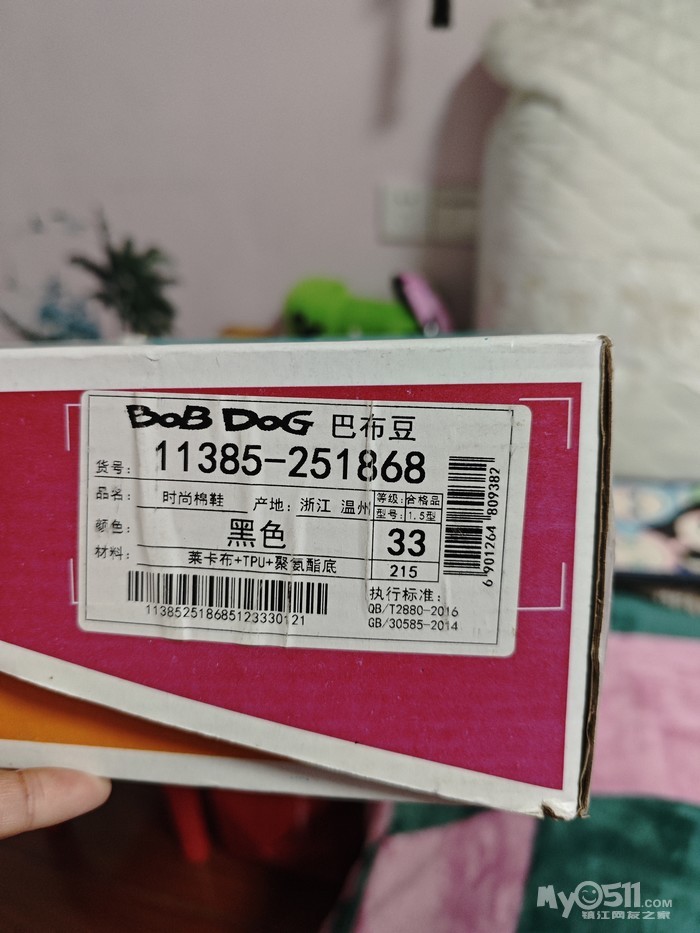 BOB DOG 巴布豆
货号: 11385-251868
品名: 时尚棉鞋 产地: 浙江 温州
等级: 合格品
型号: 1.5型
颜色: 黑色
33
215
材料: 莱卡布+TPU+聚氨酯底
执行标准:
QB/T2880-2016
GB/30585-2014
113852518685123330121
6 901264 809382
My0511.COM
镇江网友之家